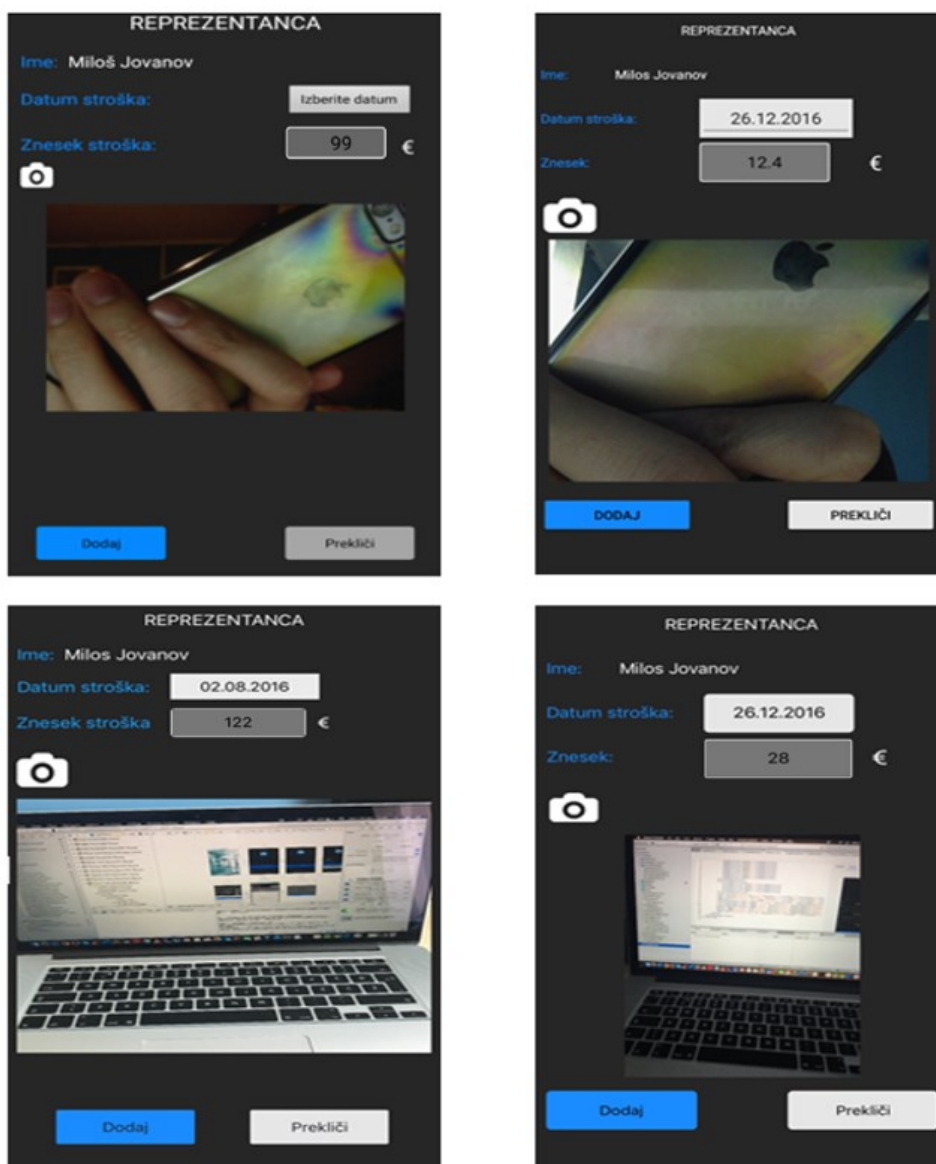 REPREZENTANCA
Ime: Miloš Jovanov
Datum stroška: Izberite datum
Znesek stroška: 99 €
Dodaj Prekliči
REPREZENTANCA
Ime: Milos Jovanov
Datum stroška: 26.12.2016
Znesek: 12.4 €
DODAJ PREKLIČI
REPREZENTANCA
Ime: Milos Jovanov
Datum stroška: 02.08.2016
Znesek stroška 122 €
Dodaj Prekliči
REPREZENTANCA
Ime: Milos Jovanov
Datum stroška: 26.12.2016
Znesek: 28 €
Dodaj Prekliči